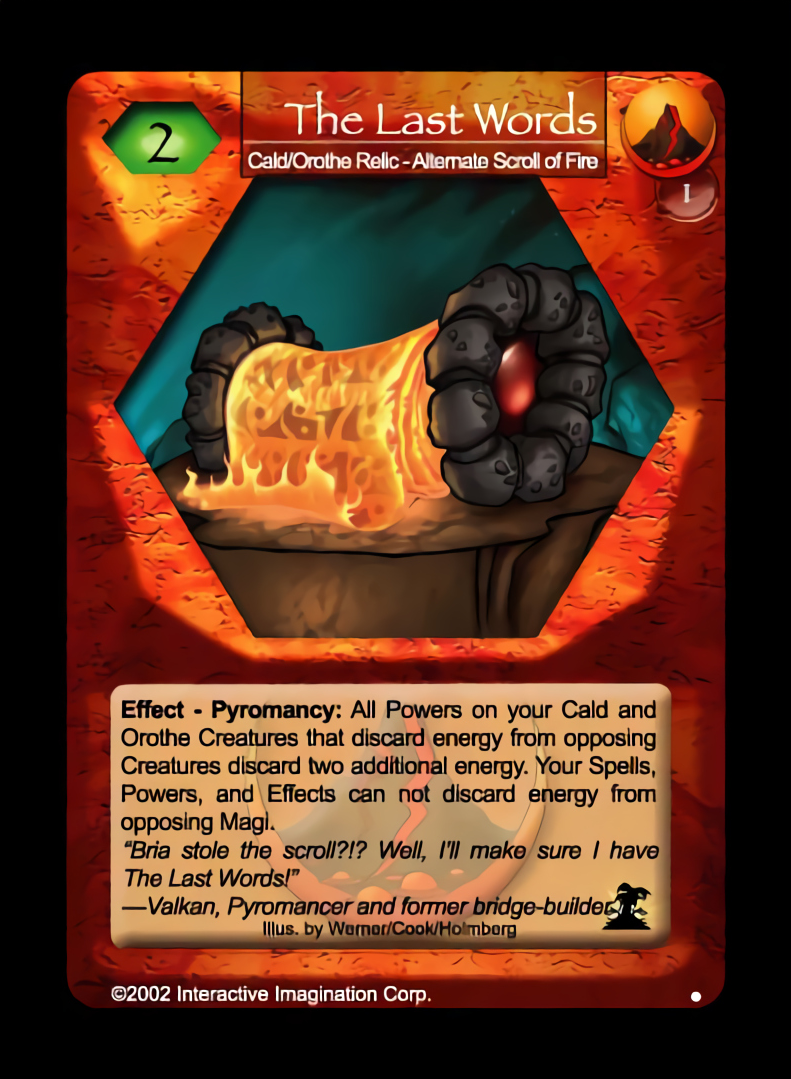 2
The Last Words
Cald/Orothe Relic - Alternate Scroll of Fire
I
Effect - Pyromancy: All Powers on your Cald and
Orothe Creatures that discard energy from opposing
Creatures discard two additional energy. Your Spells,
Powers, and Effects can not discard energy from
opposing Magi.
“Bria stole the scroll?!? Well, I'll make sure I have
The Last Words!”
—Valkan, Pyromancer and former bridge-builder
Illus. by Werner/Cook/Holmberg
©2002 Interactive Imagination Corp.